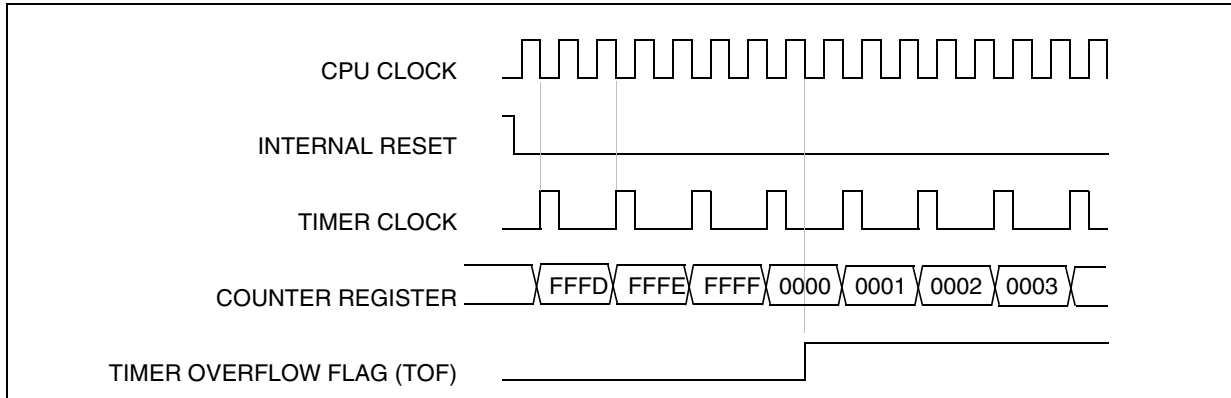 CPU CLOCK
INTERNAL RESET
TIMER CLOCK
COUNTER REGISTER
FFFD FFFE FFFF 0000 0001 0002 0003
TIMER OVERFLOW FLAG (TOF)